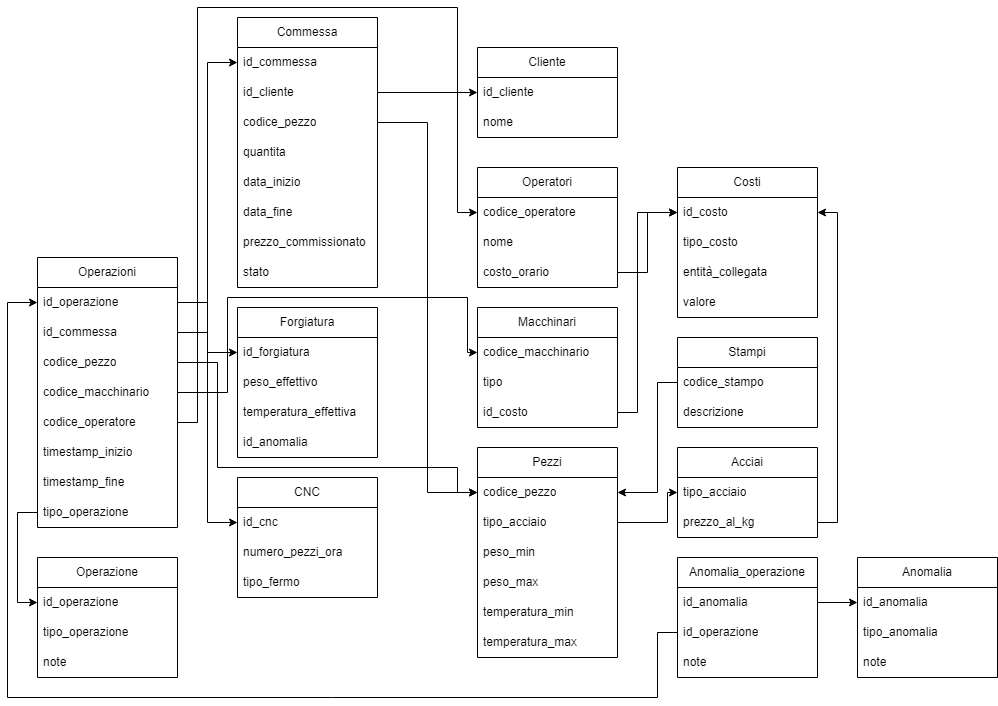 Commessa
id_commessa
id_cliente
codice_pezzo
quantita
data_inizio
data_fine
prezzo_commissionato
stato
Cliente
id_cliente
nome
Operatori
codice_operatore
nome
costo_orario
Costi
id_costo
tipo_costo
entità_collegata
valore
Operazioni
id_operazione
id_commessa
codice_pezzo
codice_macchinario
codice_operatore
timestamp_inizio
timestamp_fine
tipo_operazione
Forgiatura
id_forgiatura
peso_effettivo
temperatura_effettiva
id_anomalia
Macchinari
codice_macchinario
tipo
id_costo
Stampi
codice_stampo
descrizione
CNC
id_cnc
numero_pezzi_ora
tipo_fermo
Pezzi
codice_pezzo
tipo_acciaio
peso_min
peso_max
temperatura_min
temperatura_max
Acciai
tipo_acciaio
prezzo_al_kg
Operazione
id_operazione
tipo_operazione
note
Anomalia_operazione
id_anomalia
id_operazione
note
Anomalia
id_anomalia
tipo_anomalia
note